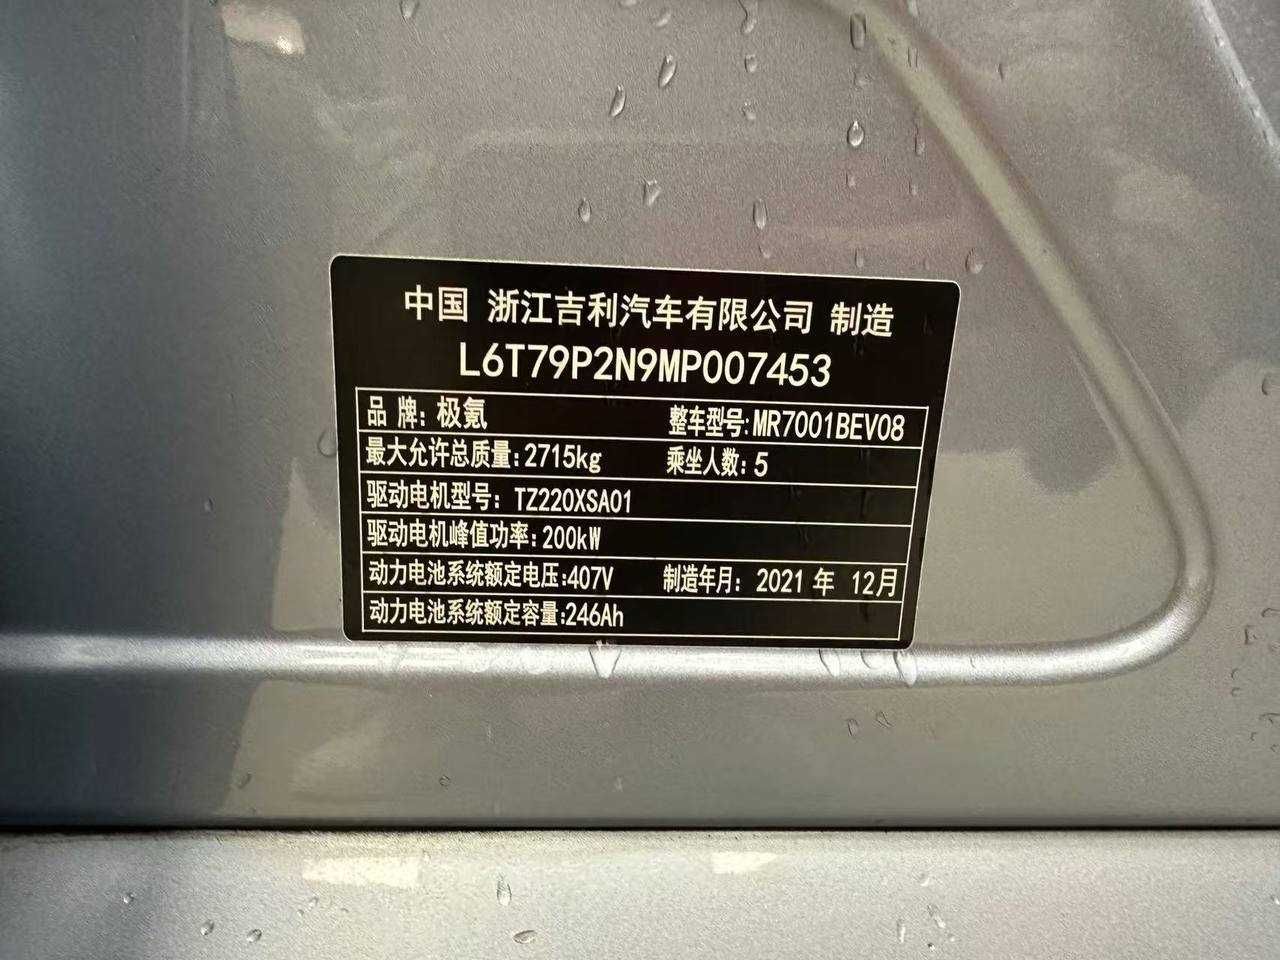 中国 浙江吉利汽车有限公司 制造
L6T79P2N9MP007453
品 牌: 极氪 整车型号: MR7001BEV08
最大允许总质量: 2715kg 乘坐人数: 5
驱动电机型号: TZ220XSA01
驱动电机峰值功率: 200kW
动力电池系统额定电压: 407V 制造年月: 2021 年 12月
动力电池系统额定容量: 246Ah